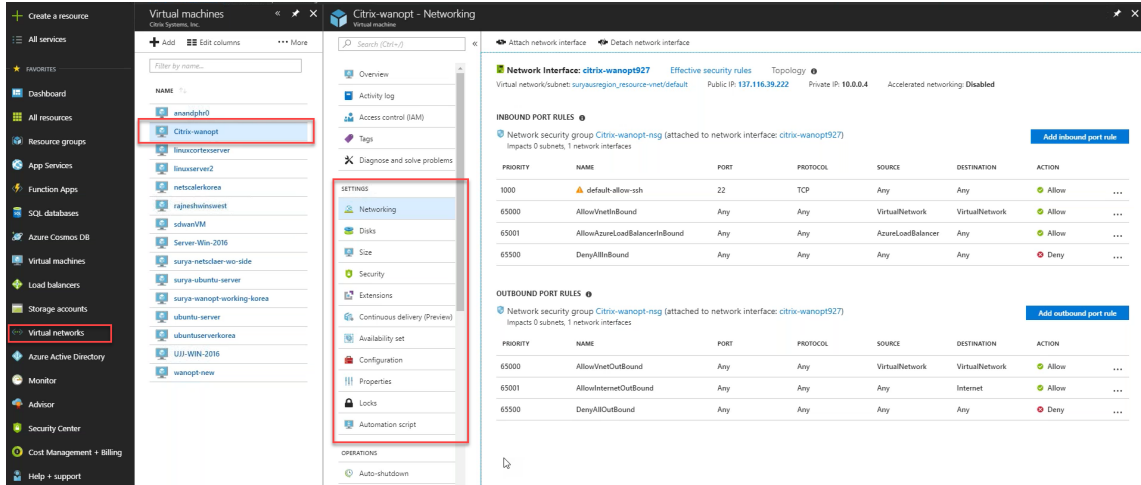 Create a resource
All services
FAVORITES
Dashboard
All resources
Resource groups
App Services
Function Apps
SQL databases
Azure Cosmos DB
Virtual machines
Load balancers
Storage accounts
Virtual networks
Azure Active Directory
Monitor
Advisor
Security Center
Cost Management + Billing
Help + support
Virtual machines
Citrix Systems, Inc.
Add Edit columns More
Filter by name...
NAME
anandphr0
Citrix-wanopt
linuxcortexserver
linuxserver2
netscalerkorea
rajneshwinswest
sdwanVM
Server-Win-2016
surya-netsclaer-wo-side
surya-ubuntu-server
surya-wanopt-working-korea
ubuntu-server
ubuntuserverkorea
UJJ-WIN-2016
wanopt-new
Citrix-wanopt - Networking
Virtual machine
Search (Ctrl+/)
Overview
Activity log
Access control (IAM)
Tags
Diagnose and solve problems
SETTINGS
Networking
Disks
Size
Security
Extensions
Continuous delivery (Preview)
Availability set
Configuration
Properties
Locks
Automation script
OPERATIONS
Auto-shutdown
Attach network interface Detach network interface
Network Interface: citrix-wanopt927 Effective security rules Topology
Virtual network/subnet: suryausregion_resource-vnet/default Public IP: 137.116.39.222 Private IP: 10.0.0.4 Accelerated networking: Disabled
INBOUND PORT RULES
Network security group Citrix-wanopt-nsg (attached to network interface: citrix-wanopt927)
Impacts 0 subnets, 1 network interfaces
Add inbound port rule
PRIORITY NAME PORT PROTOCOL SOURCE DESTINATION ACTION
1000 default-allow-ssh 22 TCP Any Any Allow ...
65000 AllowVnetInBound Any Any VirtualNetwork VirtualNetwork Allow ...
65001 AllowAzureLoadBalancerInBound Any Any AzureLoadBalancer Any Allow ...
65500 DenyAllInBound Any Any Any Any Deny ...
OUTBOUND PORT RULES
Network security group Citrix-wanopt-nsg (attached to network interface: citrix-wanopt927)
Impacts 0 subnets, 1 network interfaces
Add outbound port rule
PRIORITY NAME PORT PROTOCOL SOURCE DESTINATION ACTION
65000 AllowVnetOutBound Any Any VirtualNetwork VirtualNetwork Allow ...
65001 AllowInternetOutBound Any Any Any Internet Allow ...
65500 DenyAllOutBound Any Any Any Any Deny ...